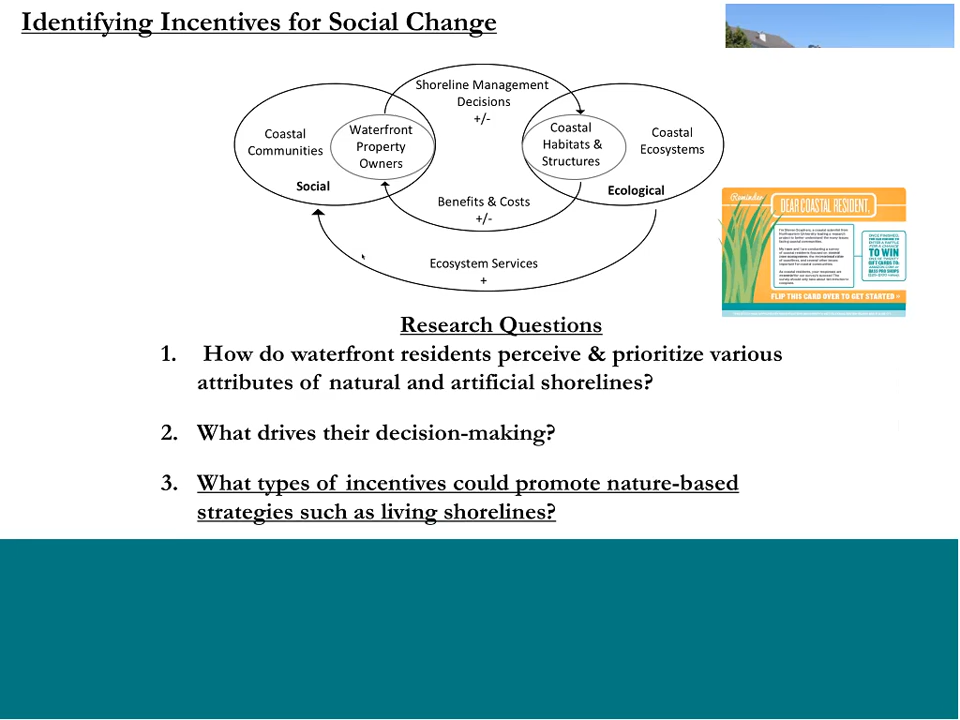 Identifying Incentives for Social Change
Shoreline Management
Decisions
+/-
Coastal
Communities
Waterfront
Property
Owners
Social
Coastal
Habitats &
Structures
Coastal
Ecosystems
Ecological
Benefits & Costs
+/-
Ecosystem Services
+
Reminder
DEAR COASTAL RESIDENT,
TO WIN
FLIP THIS CARD OVER TO GET STARTED
Research Questions
1. How do waterfront residents perceive & prioritize various
attributes of natural and artificial shorelines?
2. What drives their decision-making?
3. What types of incentives could promote nature-based
strategies such as living shorelines?